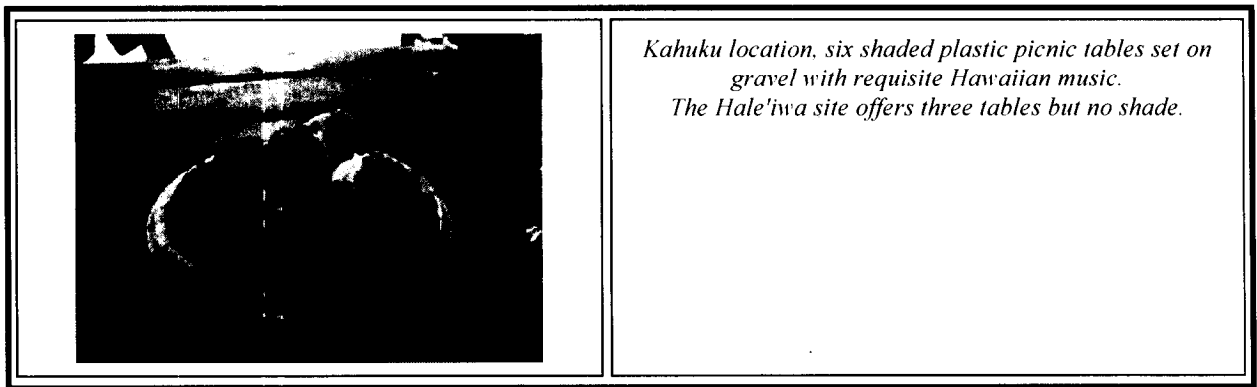 Kahuku location, six shaded plastic picnic tables set on
gravel with requisite Hawaiian music.
The Hale'iwa site offers three tables but no shade.